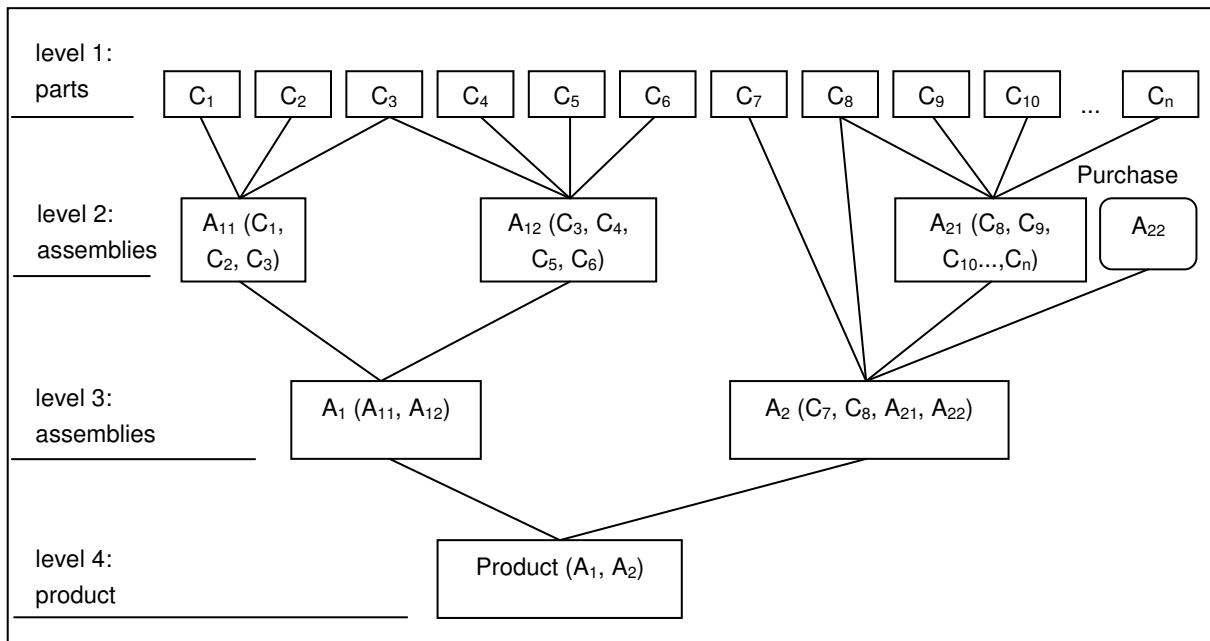 level 1:
parts
C₁ C₂ C₃ C₄ C₅ C₆ C₇ C₈ C₉ C₁₀ ... Cₙ
Purchase
level 2:
assemblies
A₁₁ (C₁,
C₂, C₃)
A₁₂ (C₃, C₄,
C₅, C₆)
A₂₁ (C₈, C₉,
C₁₀...,Cₙ)
A₂₂
level 3:
assemblies
A₁ (A₁₁, A₁₂)
A₂ (C₇, C₈, A₂₁, A₂₂)
level 4:
product
Product (A₁, A₂)